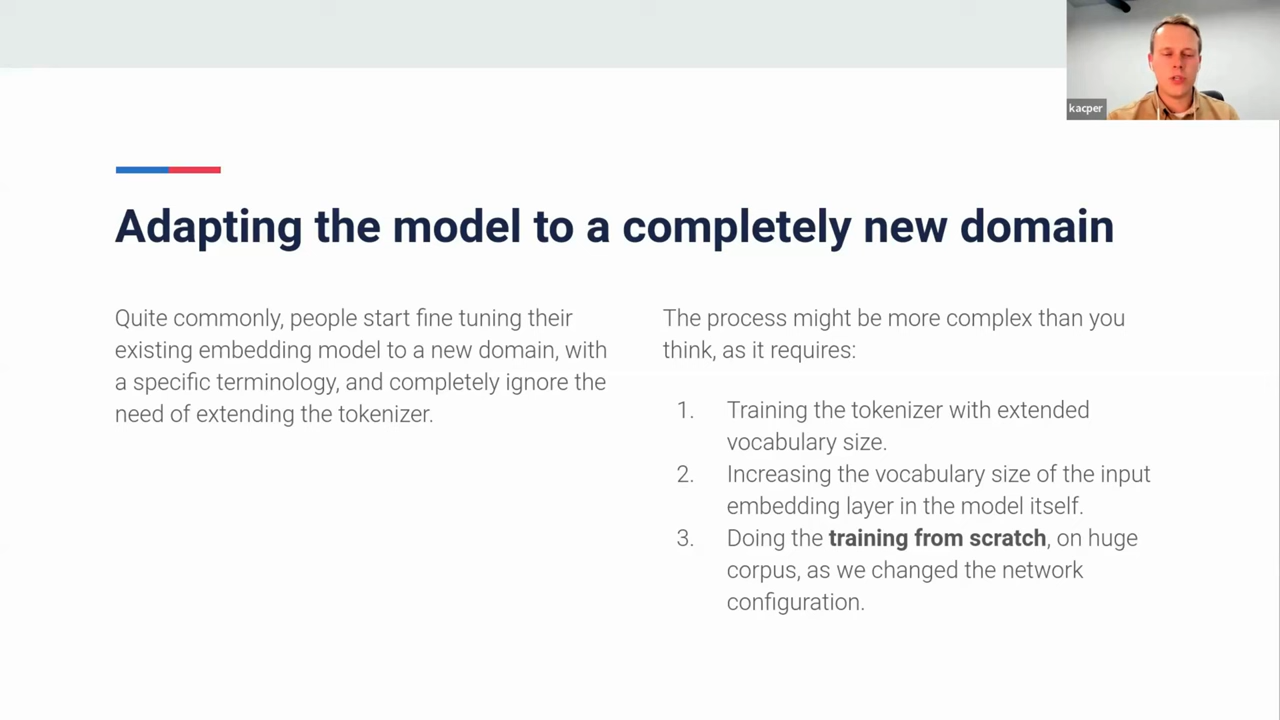 kacper
Adapting the model to a completely new domain
Quite commonly, people start fine tuning their
existing embedding model to a new domain, with
a specific terminology, and completely ignore the
need of extending the tokenizer.
The process might be more complex than you
think, as it requires:
1. Training the tokenizer with extended
vocabulary size.
2. Increasing the vocabulary size of the input
embedding layer in the model itself.
3. Doing the training from scratch, on huge
corpus, as we changed the network
configuration.